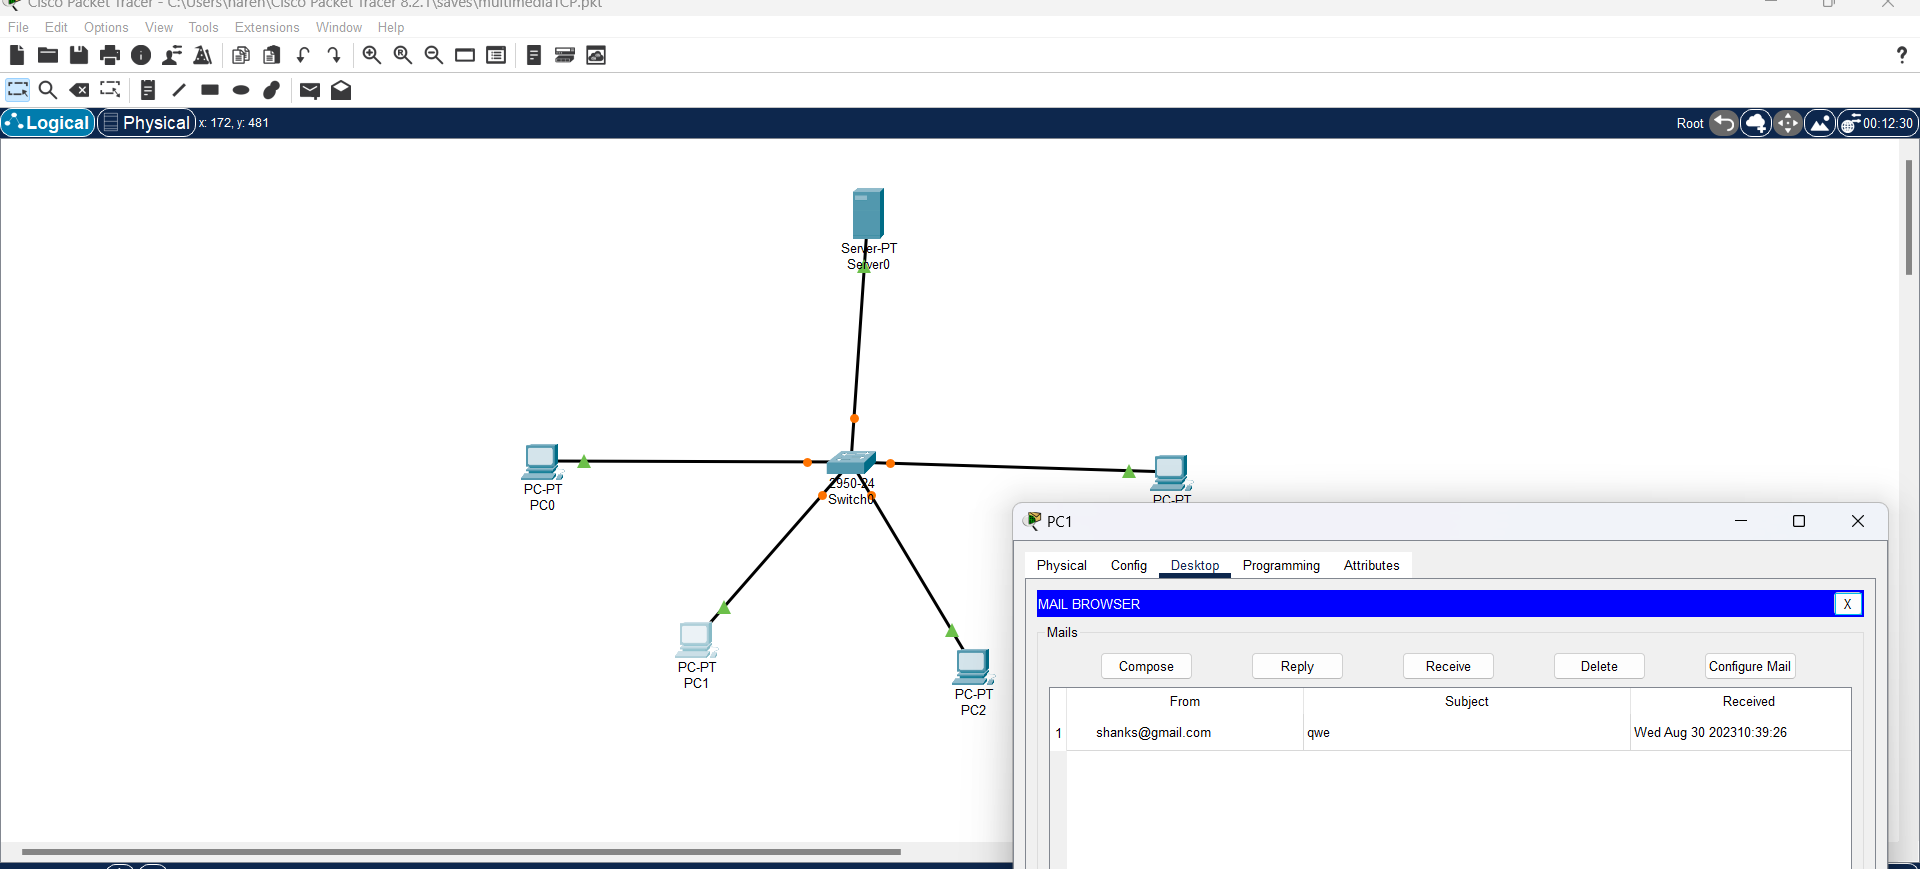 Cisco Packet Tracer - C:\Users\naren\Cisco Packet Tracer 8.2.1\saves\multimediaTCP.pkt
File Edit Options View Tools Extensions Window Help
?
Logical Physical x: 172, y: 481 Root 00:12:30
Server-PT
Server0
PC-PT
PC0
2950-24
Switch0
PC-PT
PC-PT
PC1
PC-PT
PC2
PC1
Physical Config Desktop Programming Attributes
MAIL BROWSER X
Mails
Compose Reply Receive Delete Configure Mail
From Subject Received
1 shanks@gmail.com qwe Wed Aug 30 202310:39:26